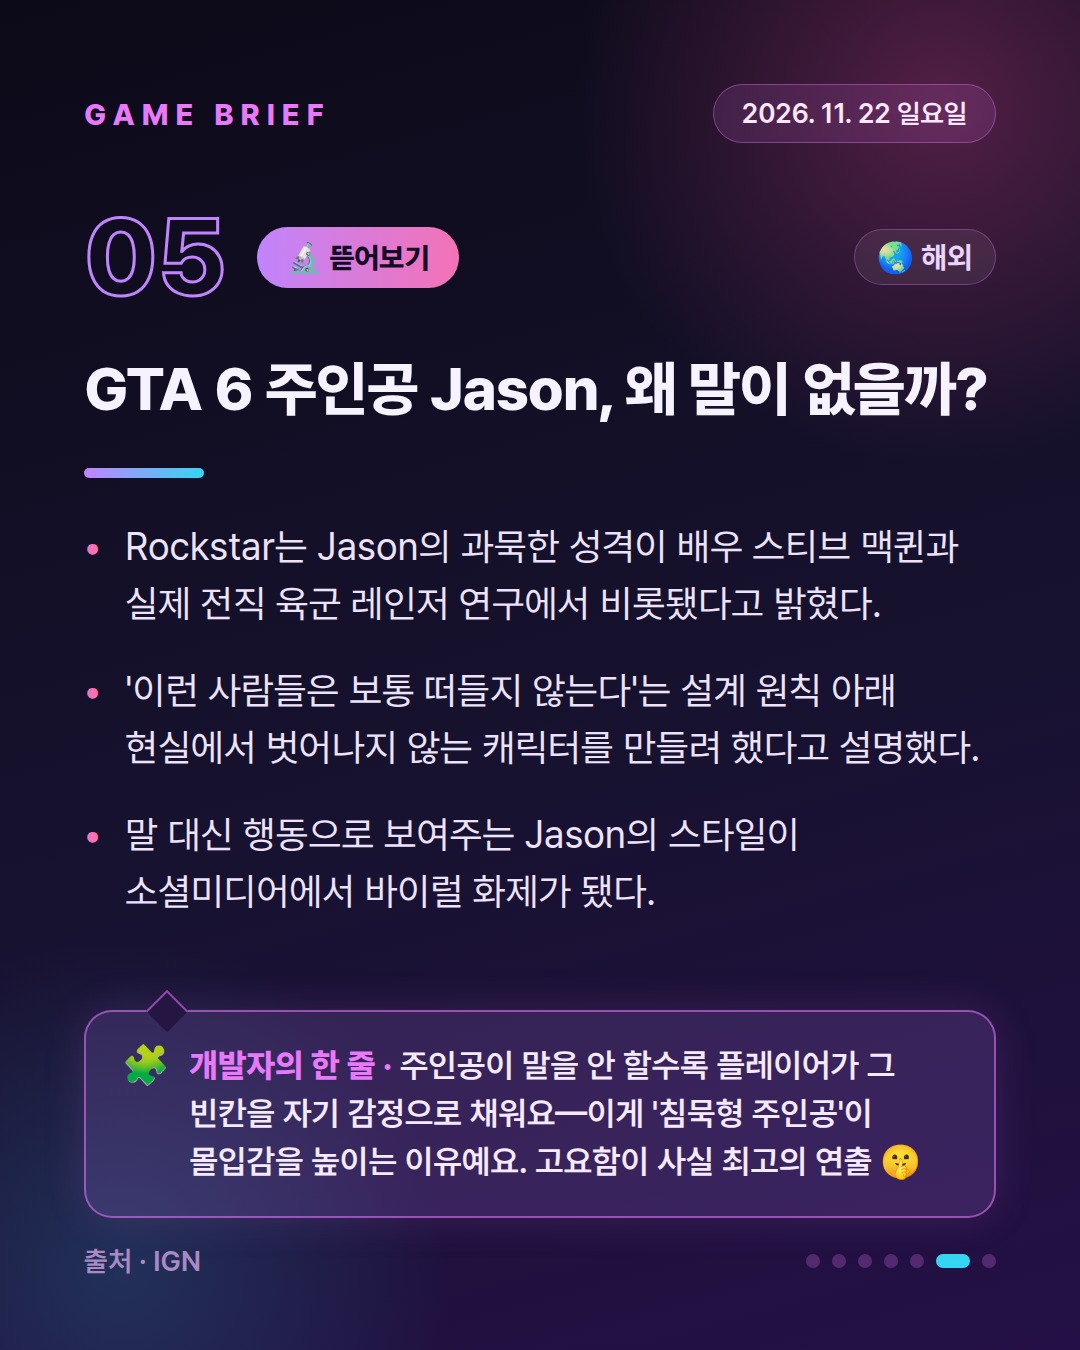 GAME BRIEF
2026. 11. 22 일요일
05
🔬 뜯어보기
🌏 해외
GTA 6 주인공 Jason, 왜 말이 없을까?
• Rockstar는 Jason의 과묵한 성격이 배우 스티브 맥퀸과
실제 전직 육군 레인저 연구에서 비롯됐다고 밝혔다.
• '이런 사람들은 보통 떠들지 않는다'는 설계 원칙 아래
현실에서 벗어나지 않는 캐릭터를 만들려 했다고 설명했다.
• 말 대신 행동으로 보여주는 Jason의 스타일이
소셜미디어에서 바이럴 화제가 됐다.
🧩 개발자의 한 줄 · 주인공이 말을 안 할수록 플레이어가 그
빈칸을 자기 감정으로 채워요—이게 '침묵형 주인공'이
몰입감을 높이는 이유예요. 고요함이 사실 최고의 연출 🤫
출처 · IGN